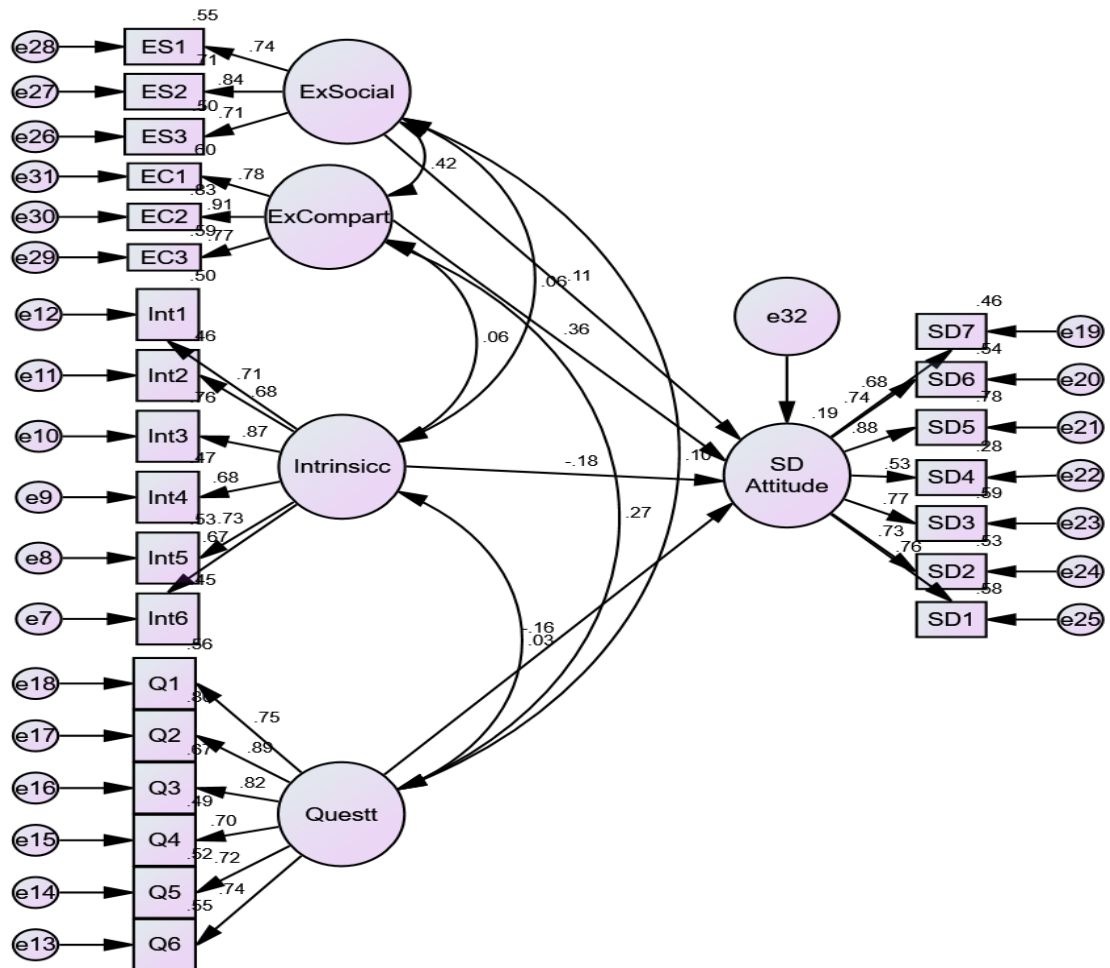 .55
e28
ES1
.74
.71
e27
ES2
.84
ExSocial
.50
.71
e26
ES3
.60
.42
e31
EC1
.78
.83
e30
EC2
.91
ExCompart
.59
.77
e29
EC3
.50
e12
Int1
.06
.11
.46
.36
.06
e32
.46
SD7
e19
.54
e11
Int2
.71
.68
.76
.68
SD6
e20
.74
.78
e10
Int3
.87
.19
.88
SD5
e21
.47
.28
Intrinsicc
-.18
.10
SD
Attitude
.53
SD4
e22
e9
Int4
.68
.59
.77
SD3
e23
.53
.73
.27
.73
.53
.67
.76
e8
Int5
SD2
e24
.45
.58
e7
Int6
SD1
e25
-.16
.03
.56
e18
Q1
.75
e17
Q2
.89
.67
e16
Q3
.82
.49
Questt
e15
Q4
.70
.52
.72
e14
Q5
.74
.55
e13
Q6